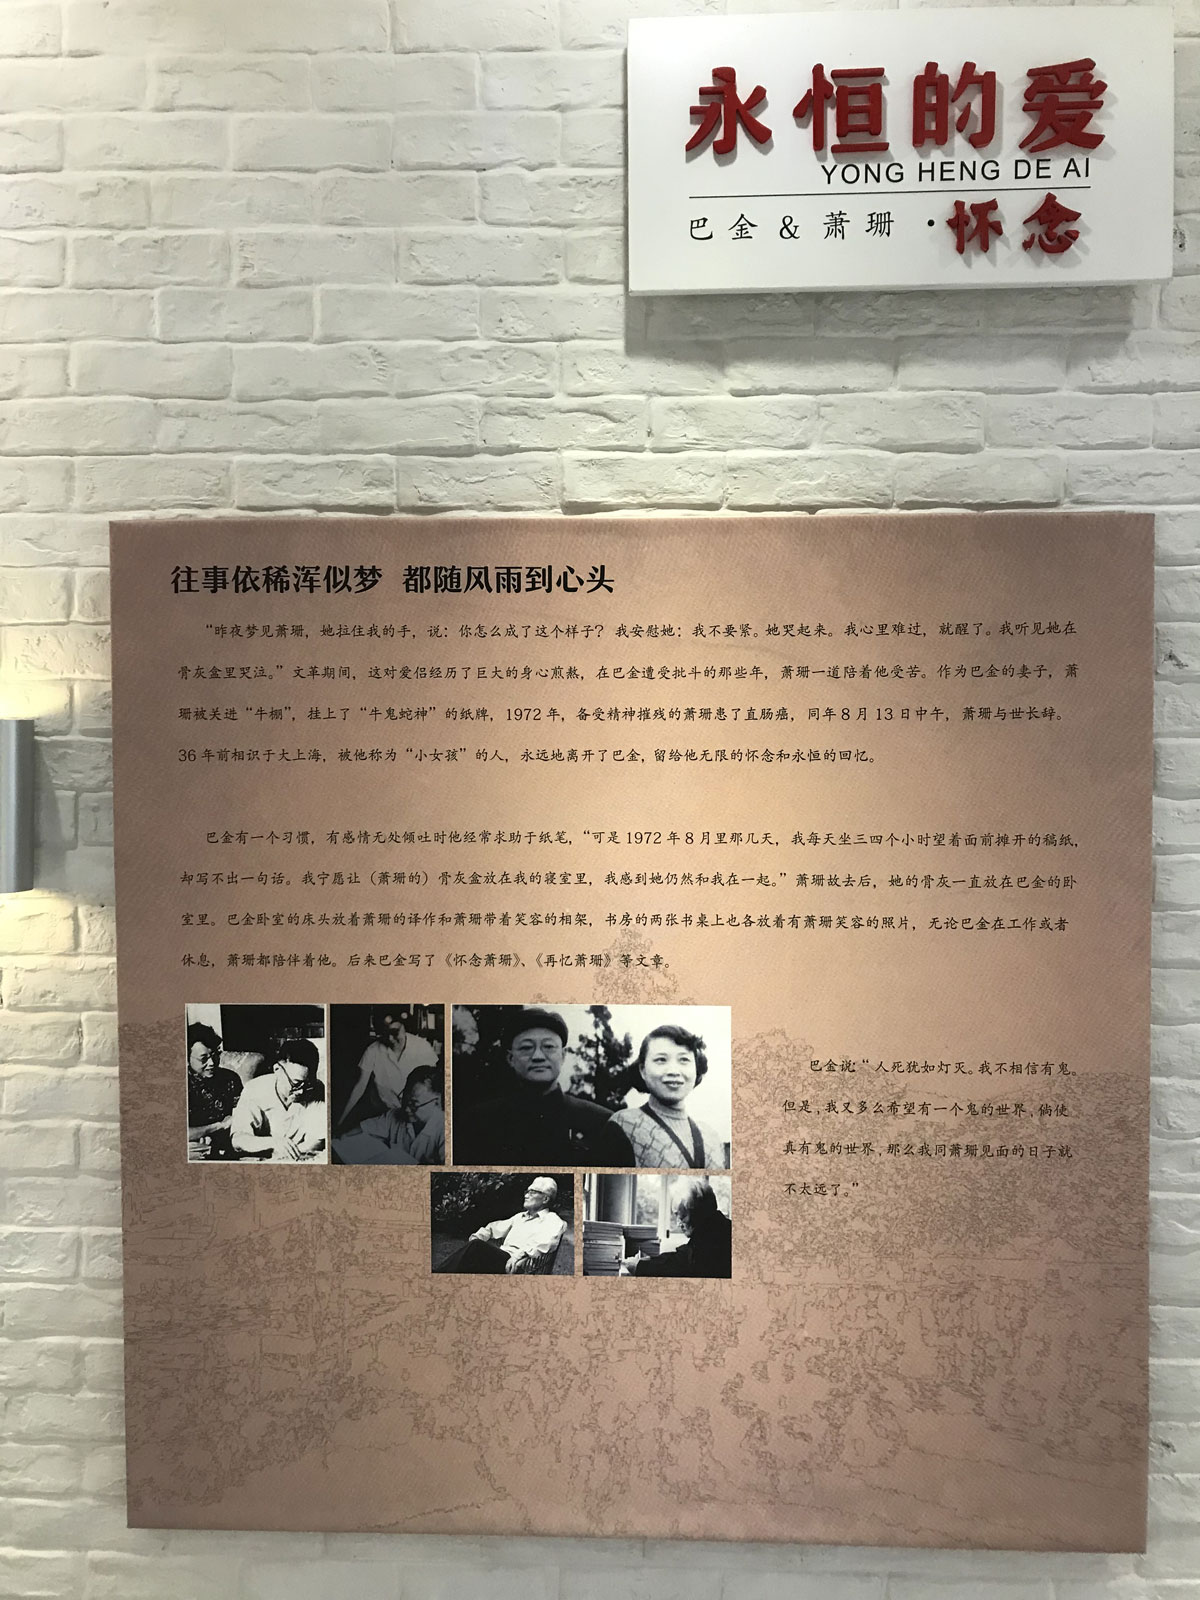 永恒的爱
YONG HENG DE AI
巴金&萧珊·怀念
往事依稀浑似梦 都随风雨到心头
“昨夜梦见萧珊，她拉住我的手，说：你怎么成了这个样子？我安慰她：我不要紧。她哭起来。我心里难过，就醒了。我听见她在
骨灰盒里哭泣。”文革期间，这对爱侣经历了巨大的身心煎熬，在巴金遭受批斗的那些年，萧珊一道陪着他受苦。作为巴金的妻子，萧
珊被关进“牛棚”，挂上了“牛鬼蛇神”的纸牌，1972年，备受精神摧残的萧珊患了直肠癌，同年8月13日中午，萧珊与世长辞。
36年前相识于大上海，被他称为“小女孩”的人，永远地离开了巴金，留给他无限的怀念和永恒的回忆。
巴金有一个习惯，有感情无处倾吐时他经常求助于纸笔，“可是1972年8月里那几天，我每天坐三四个小时望着面前摊开的稿纸，
却写不出一句话。我宁愿让（萧珊的）骨灰盒放在我的寝室里，我感到她仍然和我在一起。”萧珊故去后，她的骨灰一直放在巴金的卧
室里。巴金卧室的床头放着萧珊的译作和萧珊带着笑容的相架，书房的两张书桌上也各放着有萧珊笑容的照片，无论巴金在工作或者
休息，萧珊都陪伴着他。后来巴金写了《怀念萧珊》、《再忆萧珊》等文章。
巴金说：“人死犹如灯灭。我不相信有鬼。
但是，我又多么希望有一个鬼的世界，倘使
真有鬼的世界，那么我同萧珊见面的日子就
不太远了。”